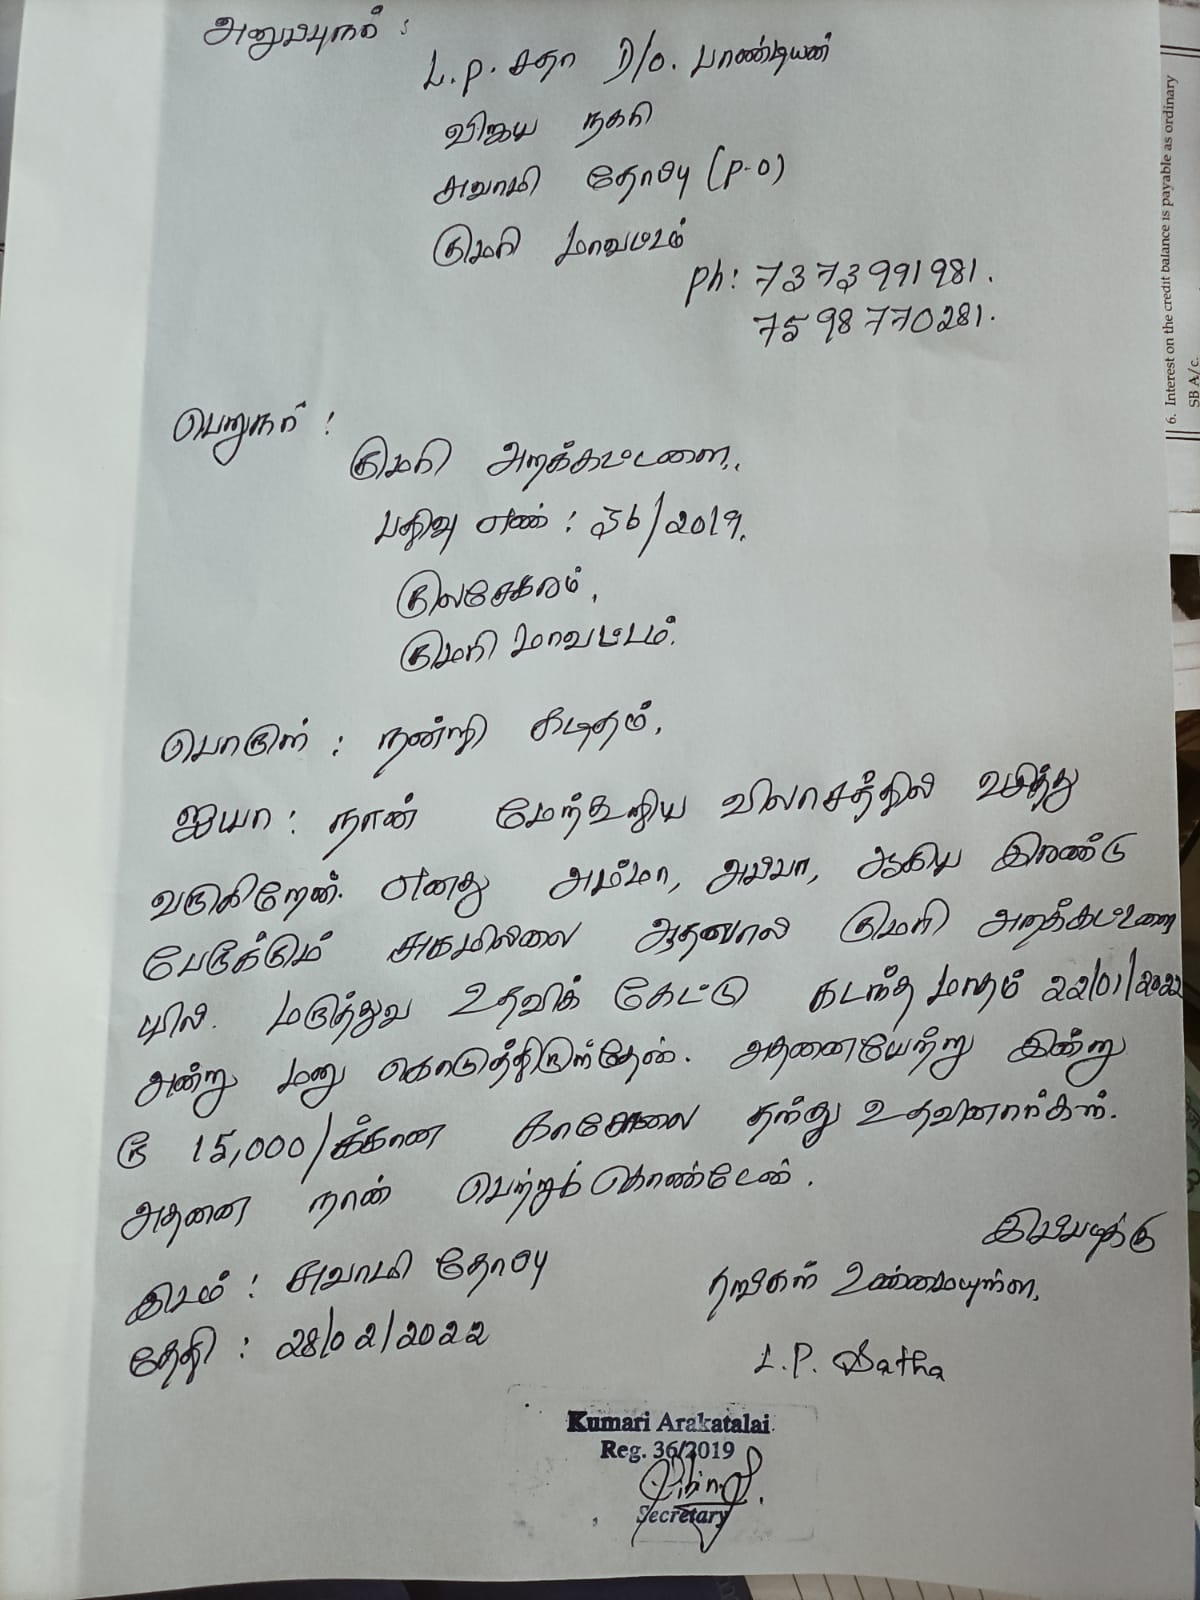 அனுப்புநர் :
L. P. சதா D/o. பாண்டியன்
விஜய நகரி
சுவாமி தோப்பு (P.O)
குமரி மாவட்டம்
Ph: 7373991981.
7598770281.
பெறுநர் :
குமரி அறக்கட்டளை,.
பதிவு எண் : 36/2019.
குலசேகரம்,
குமரி மாவட்டம்.
பொருள் : நன்றி கடிதம்.
ஐயா : நான் மேற்கூறிய விலாசத்தில் வசித்து
வருகிறேன். எனது அம்மா, அப்பா, ஆகிய இரண்டு
பேருக்கும் சுகமில்லை ஆதலால் குமரி அறக்கட்டளை
யில். மருத்துவ உதவிக் கேட்டு கடந்த மாதம் 22/01/2022
அன்று மனு கொடுத்திருந்தேன். அதனையேற்று இன்று
ரூ 15,000/க்கான காசோலை தந்து உதவினார்கள்.
அதனை நான் பெற்றுக் கொண்டேன்.
இப்படிக்கு
இடம் : சுவாமி தோப்பு
தங்கள் உண்மையுள்ள,
தேதி : 28/02/2022
L. P. Satha
Kumari Arakatalai
Reg. 36/2019
Secretary
6. Interest on the credit balance is payable as ordinary
SB A/c.